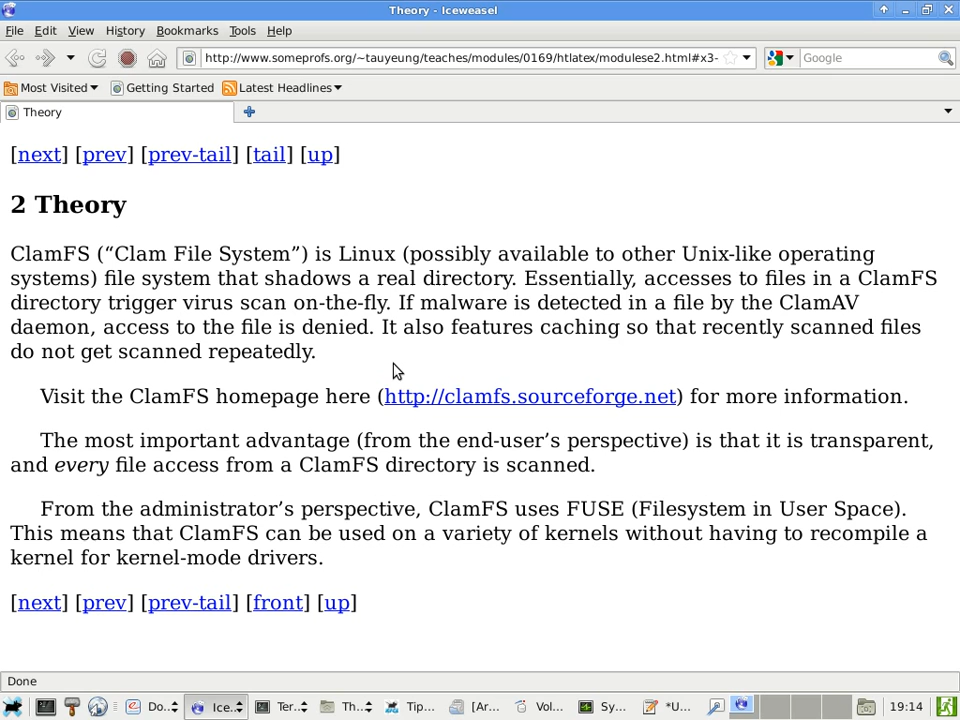 Theory - Iceweasel
File Edit View History Bookmarks Tools Help
http://www.someprofs.org/~tauyeung/teaches/modules/0169/htlatex/modulese2.html#x3- Google
Most Visited Getting Started Latest Headlines
Theory
[next] [prev] [prev-tail] [tail] [up]
2 Theory
ClamFS (“Clam File System”) is Linux (possibly available to other Unix-like operating
systems) file system that shadows a real directory. Essentially, accesses to files in a ClamFS
directory trigger virus scan on-the-fly. If malware is detected in a file by the ClamAV
daemon, access to the file is denied. It also features caching so that recently scanned files
do not get scanned repeatedly.
Visit the ClamFS homepage here (http://clamfs.sourceforge.net) for more information.
The most important advantage (from the end-user’s perspective) is that it is transparent,
and every file access from a ClamFS directory is scanned.
From the administrator’s perspective, ClamFS uses FUSE (Filesystem in User Space).
This means that ClamFS can be used on a variety of kernels without having to recompile a
kernel for kernel-mode drivers.
[next] [prev] [prev-tail] [front] [up]
Done
Do... Ice... Ter... Th... Tip... [Ar... Vol... Sy... *U... 19:14